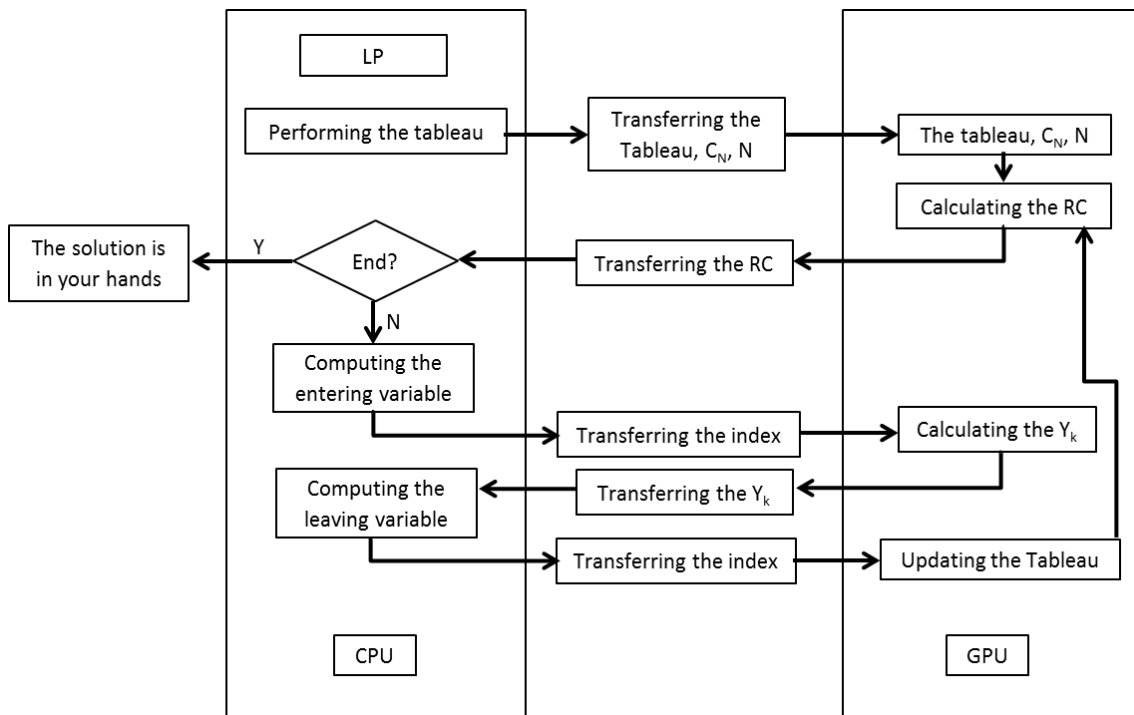 LP
Performing the tableau
Transferring the
Tableau, C_N, N
The tableau, C_N, N
Calculating the RC
The solution is
in your hands
Y
End?
Transferring the RC
N
Computing the
entering variable
Transferring the index
Calculating the Y_k
Computing the
leaving variable
Transferring the Y_k
Transferring the index
Updating the Tableau
CPU
GPU